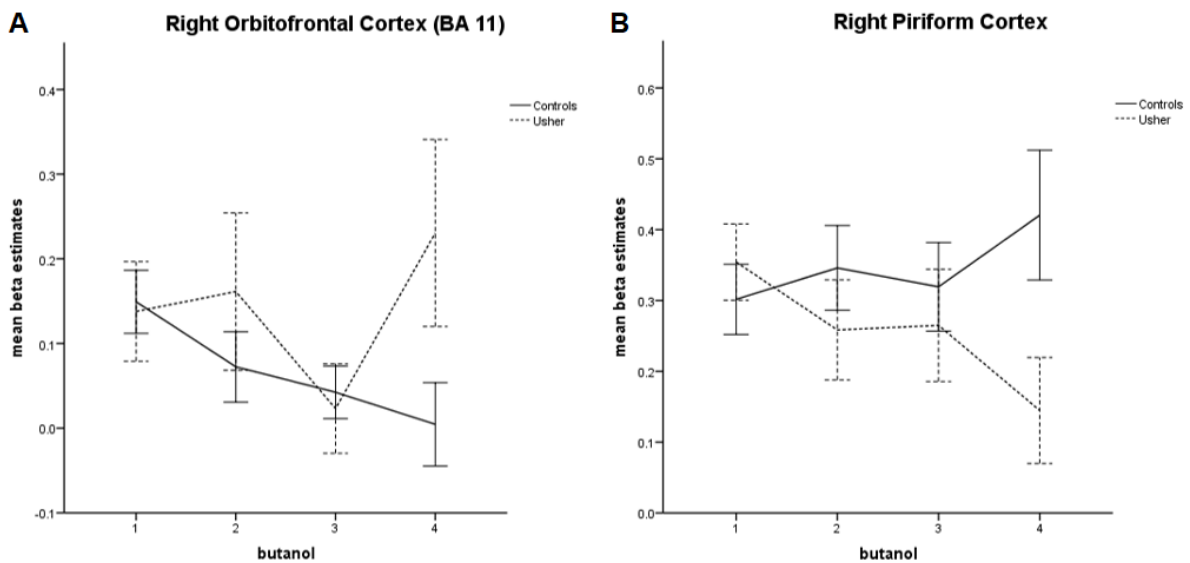 A
Right Orbitofrontal Cortex (BA 11)
0.4
0.3
0.2
0.1
0.0
-0.1
mean beta estimates
1 2 3 4
butanol
Controls
Usher
B
Right Piriform Cortex
0.6
0.5
0.4
0.3
0.2
0.1
0.0
mean beta estimates
1 2 3 4
butanol
Controls
Usher